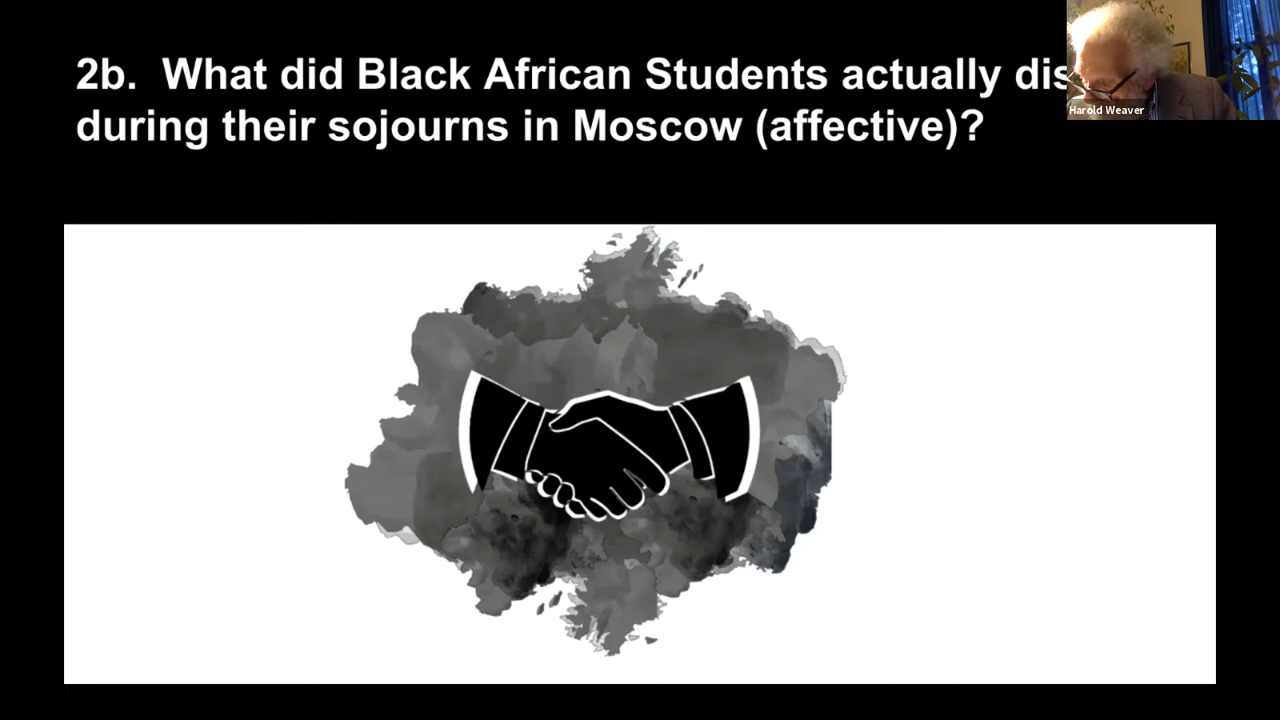 2b. What did Black African Students actually dis
during their sojourns in Moscow (affective)?
Harold Weaver